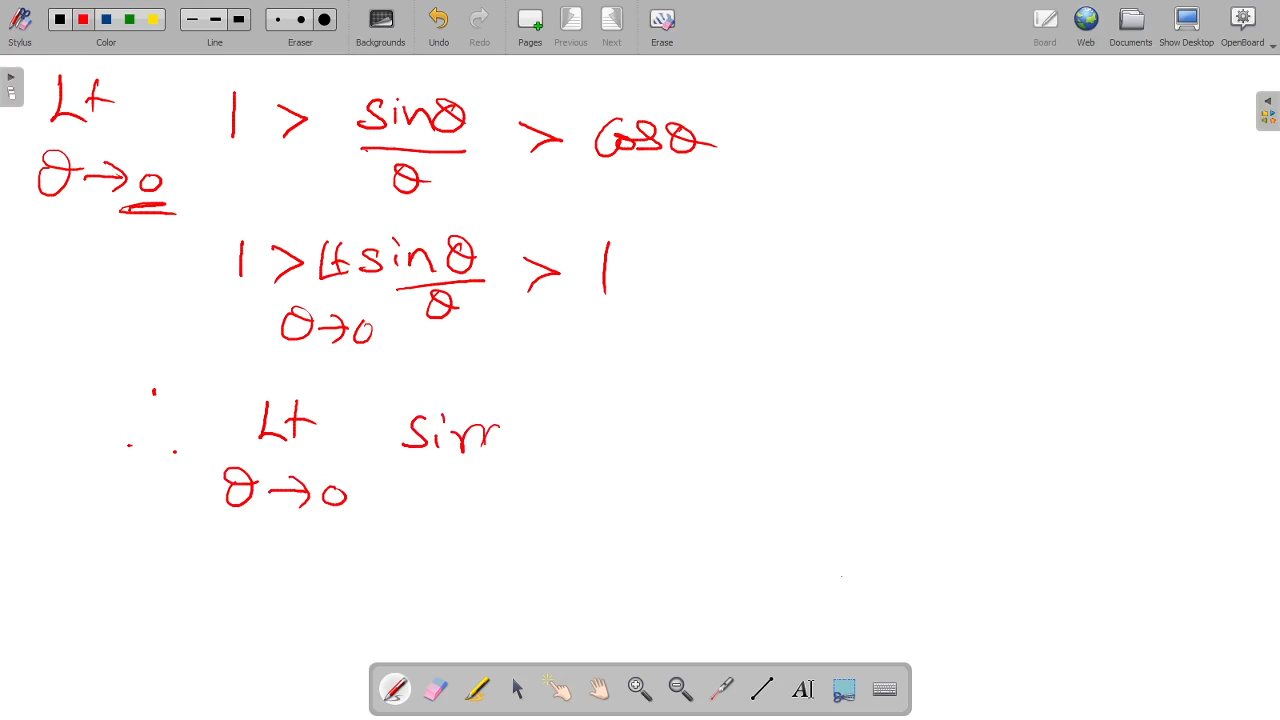 Stylus Color Line Eraser Backgrounds Undo Redo Pages Previous Next Erase Board Web Documents Show Desktop OpenBoard
Lt 1 > sinθ/θ > cosθ
θ→0
1 > Lt sinθ/θ > 1
θ→0
∴ Lt sin
θ→0